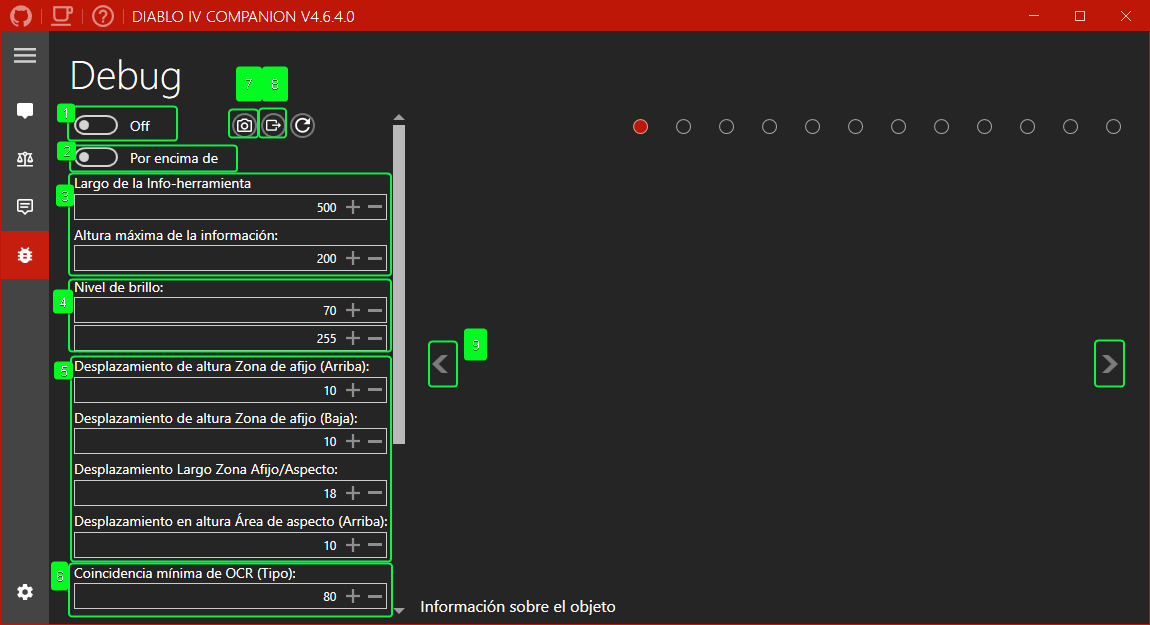 DIABLO IV COMPANION V4.6.4.0
Debug
7 8
1
Off
2
Por encima de
3
Largo de la Info-herramienta
500
Altura máxima de la información:
200
4
Nivel de brillo:
70
255
9
5
Desplazamiento de altura Zona de afijo (Arriba):
10
Desplazamiento de altura Zona de afijo (Baja):
10
Desplazamiento Largo Zona Afijo/Aspecto:
18
Desplazamiento en altura Área de aspecto (Arriba):
10
6
Coincidencia mínima de OCR (Tipo):
80
Información sobre el objeto